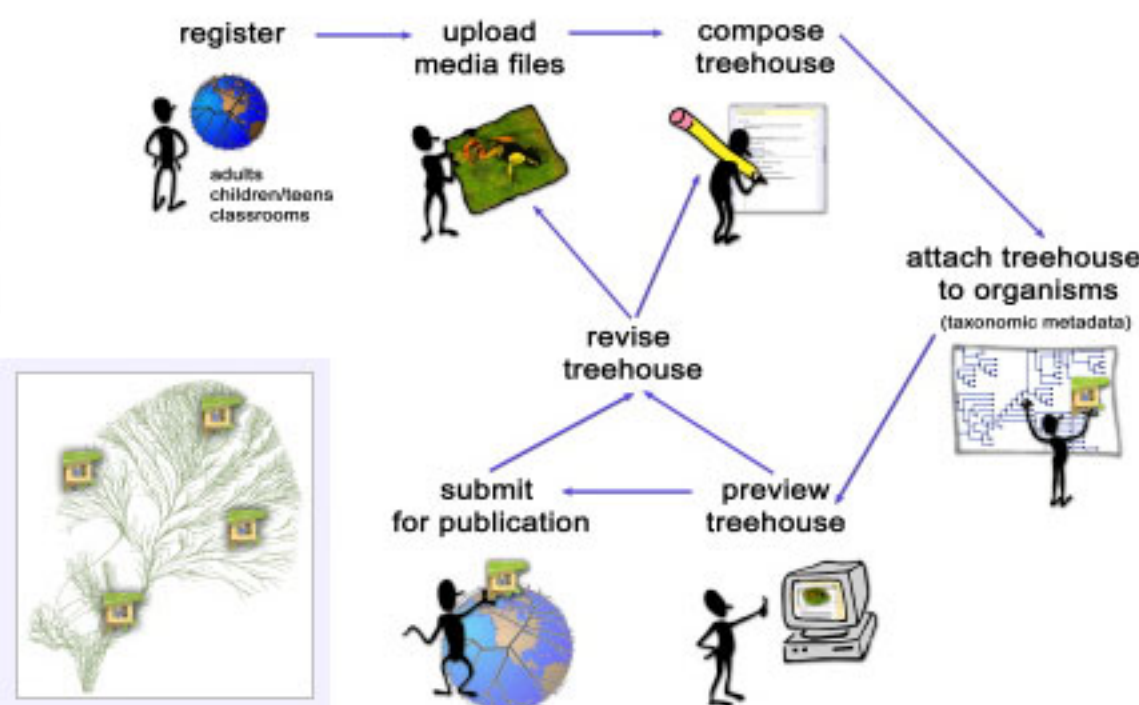 register
upload
media files
compose
treehouse
adults
children/teens
classrooms
attach treehouse
to organisms
(taxonomic metadata)
revise
treehouse
submit
for publication
preview
treehouse